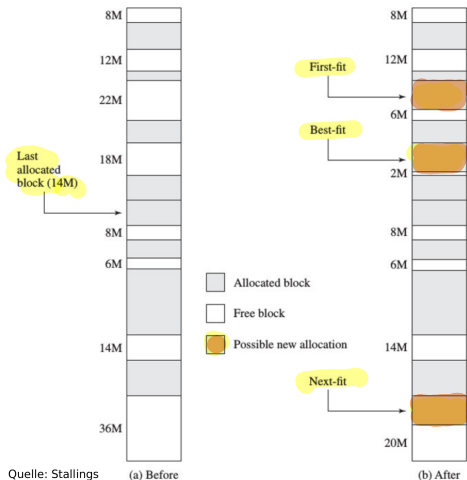 8M
12M
22M
18M
Last
allocated
block (14M)
8M
6M
14M
36M
Allocated block
Free block
Possible new allocation
8M
12M
First-fit
6M
Best-fit
2M
8M
6M
14M
Next-fit
20M
Quelle: Stallings
(a) Before
(b) After